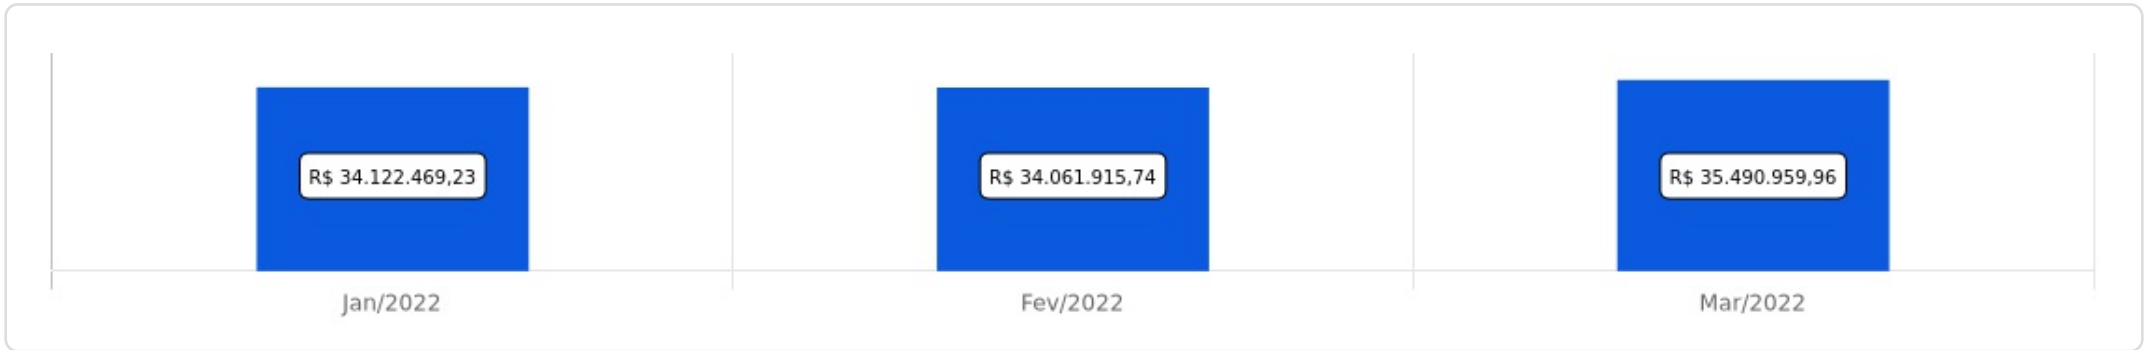 R$ 34.122.469,23
R$ 34.061.915,74
R$ 35.490.959,96
Jan/2022
Fev/2022
Mar/2022